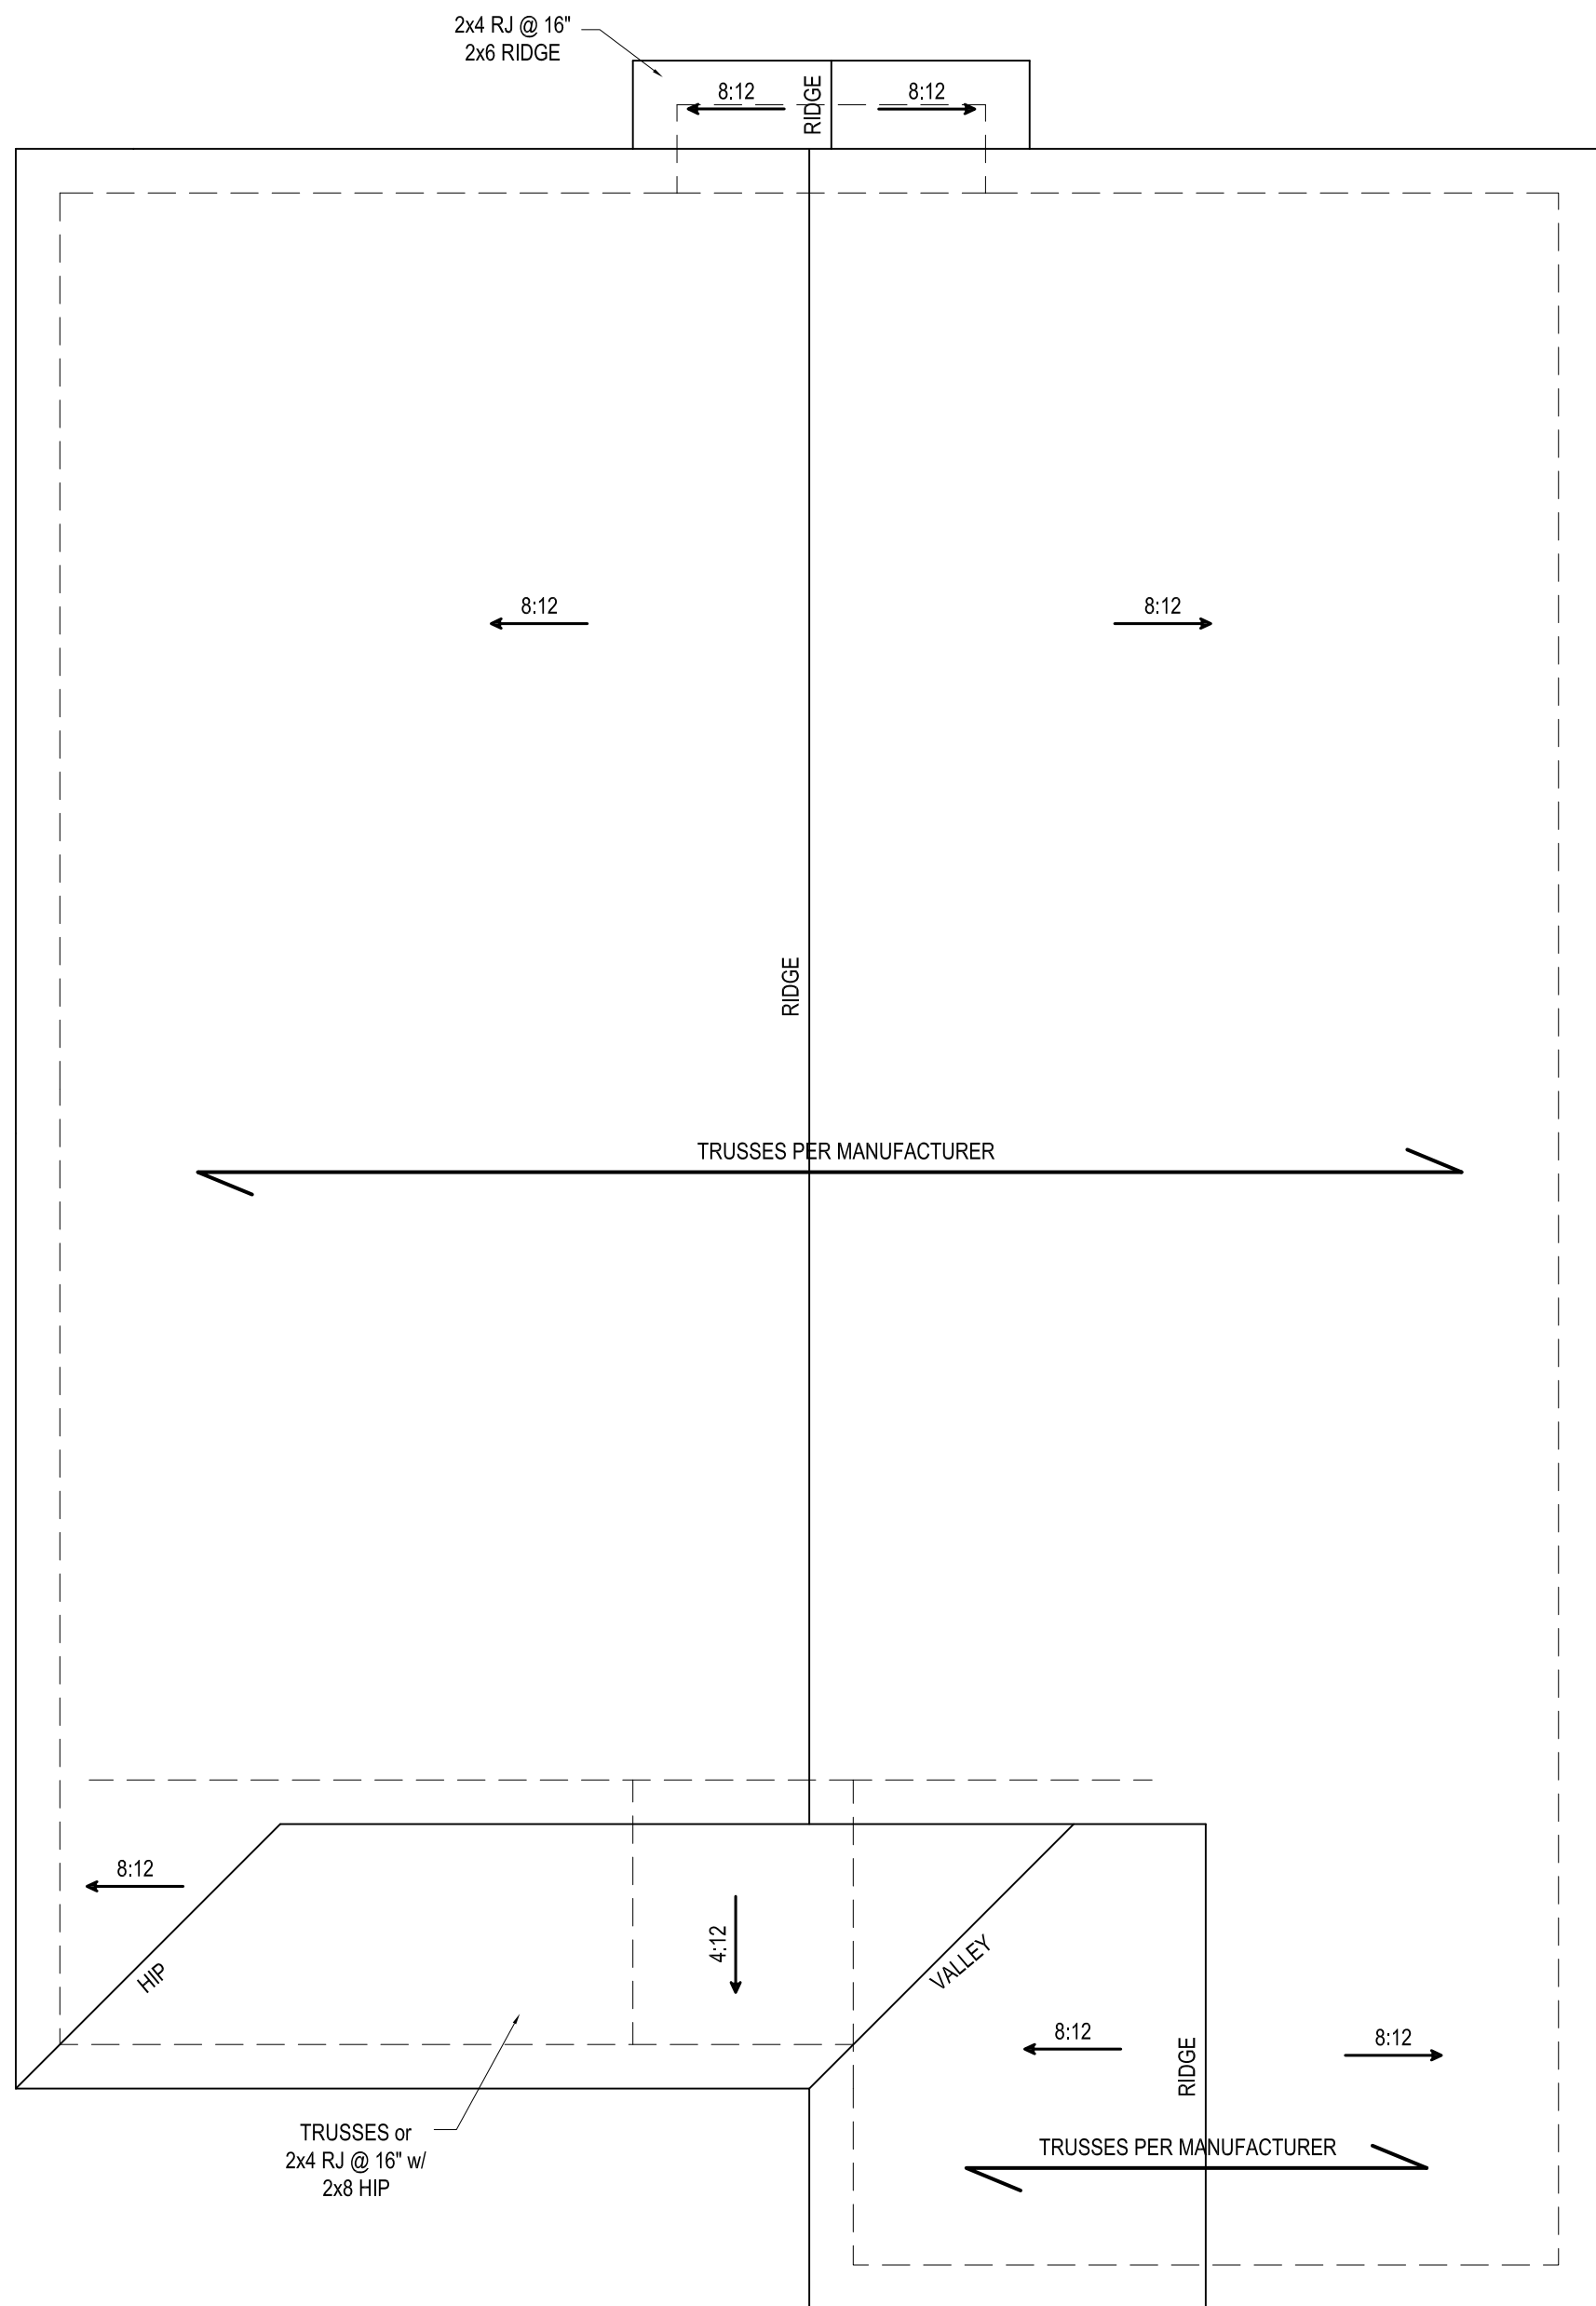 2x4 RJ @ 16"
2x6 RIDGE
8:12
RIDGE
8:12
8:12
8:12
RIDGE
TRUSSES PER MANUFACTURER
8:12
4:12
HIP
VALLEY
8:12
RIDGE
8:12
TRUSSES or
2x4 RJ @ 16" w/
2x8 HIP
TRUSSES PER MANUFACTURER